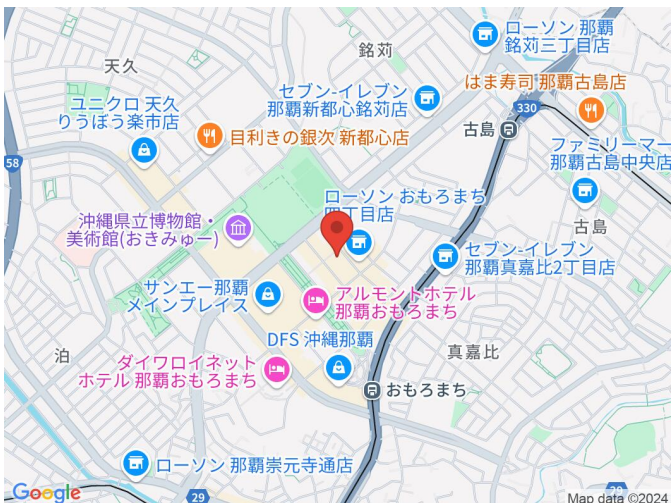 ローソン 那覇
銘苅三丁目店
銘苅
天久
はま寿司 那覇古島店
セブン-イレブン
那覇新都心銘苅店
ユニクロ 天久
りうぼう楽市店
330
古島
目利きの銀次 新都心店
ファミリーマー
那覇古島中央店
58
ローソン おもろまち
四丁目店
沖縄県立博物館・
美術館(おきみゅー)
古島
セブン-イレブン
那覇真嘉比2丁目店
サンエー那覇
メインプレイス
アルモントホテル
那覇おもろまち
DFS 沖縄那覇
真嘉比
泊
ダイワロイネット
ホテル 那覇おもろまち
おもろまち
ローソン 那覇崇元寺通店
Google
29
29
Map data ©2024